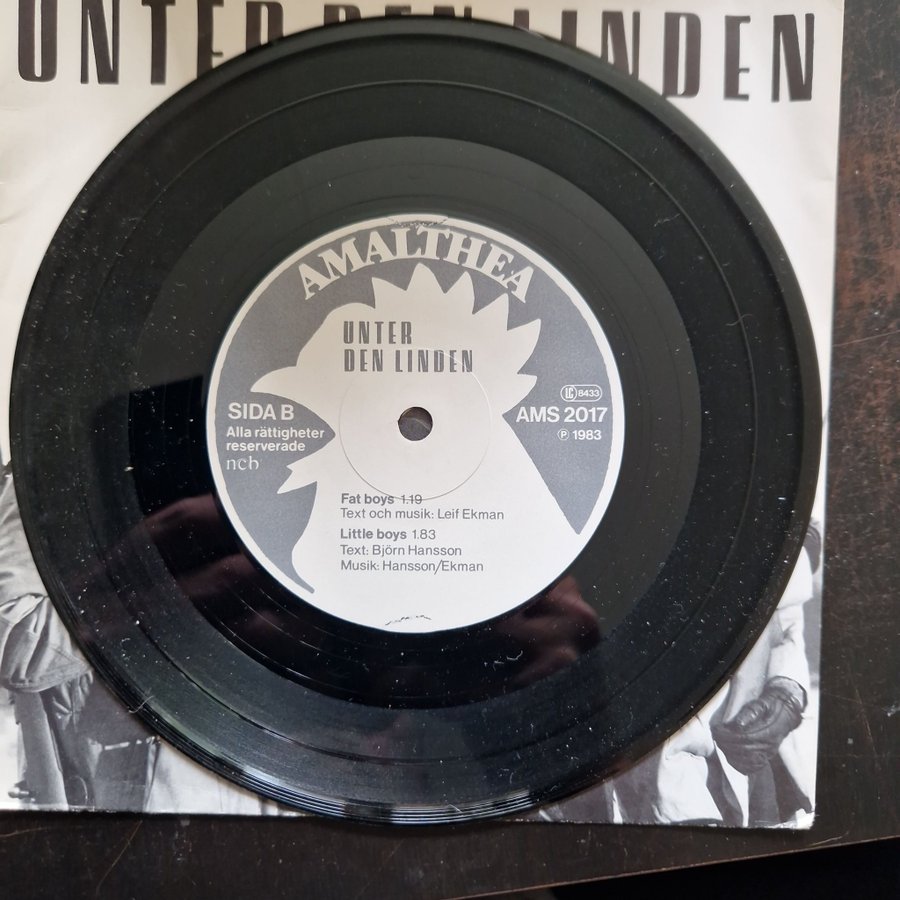 UNTER DEN LINDEN
AMALTHEA
UNTER
DEN LINDEN
LC 8433
SIDA B
AMS 2017
Alla rättigheter
reserverade
ncb
Ⓟ 1983
Fat boys 1.19
Text och musik: Leif Ekman
Little boys 1.83
Text: Björn Hansson
Musik: Hansson/Ekman